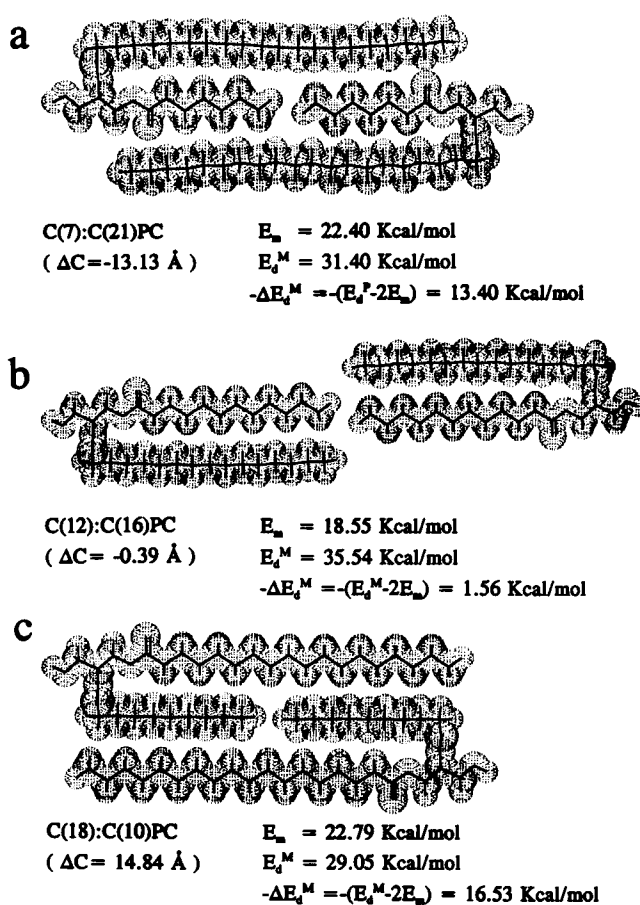 a
C(7):C(21)PC
E_m = 22.40 Kcal/mol
( ΔC=-13.13 Å )
E_d^M = 31.40 Kcal/mol
-ΔE_d^M =-(E_d^P-2E_m) = 13.40 Kcal/mol
b
C(12):C(16)PC
E_m = 18.55 Kcal/mol
( ΔC= -0.39 Å )
E_d^M = 35.54 Kcal/mol
-ΔE_d^M =-(E_d^M-2E_m) = 1.56 Kcal/mol
c
C(18):C(10)PC
E_m = 22.79 Kcal/mol
( ΔC= 14.84 Å )
E_d^M = 29.05 Kcal/mol
-ΔE_d^M =-(E_d^M-2E_m) = 16.53 Kcal/mol